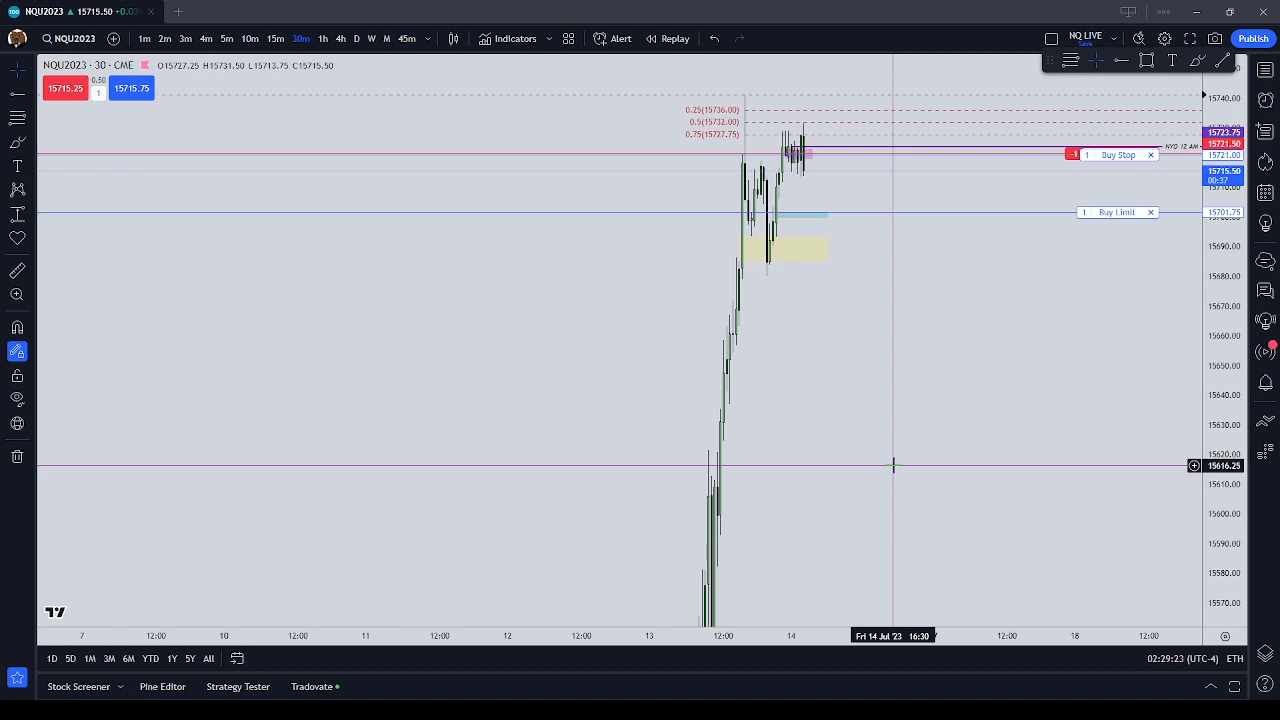 NQU2023 ▲ 15715.50 +0.03
NQU2023 1m 2m 3m 4m 5m 10m 15m 30m 1h 4h D W M 45m Indicators Alert Replay NQ LIVE Save Publish
NQU2023 · 30 · CME O15727.25 H15731.50 L15713.75 C15715.50
15715.25 0.50 1 15715.75
15740.00
0.25(15736.00)
0.5(15732.00)
0.75(15727.75)
15723.75
NYO 12 AM
15721.50
-1 1 Buy Stop × 15721.00
15715.50
00:37
15710.00
1 Buy Limit × 15701.75
15690.00
15680.00
15670.00
15660.00
15650.00
15640.00
15630.00
15620.00
15616.25
15610.00
15600.00
15590.00
15580.00
15570.00
7 12:00 10 12:00 11 12:00 12 12:00 13 12:00 14 Fri 14 Jul '23 16:30 12:00 18 12:00
1D 5D 1M 3M 6M YTD 1Y 5Y All 02:29:23 (UTC-4) ETH
Stock Screener Pine Editor Strategy Tester Tradovate